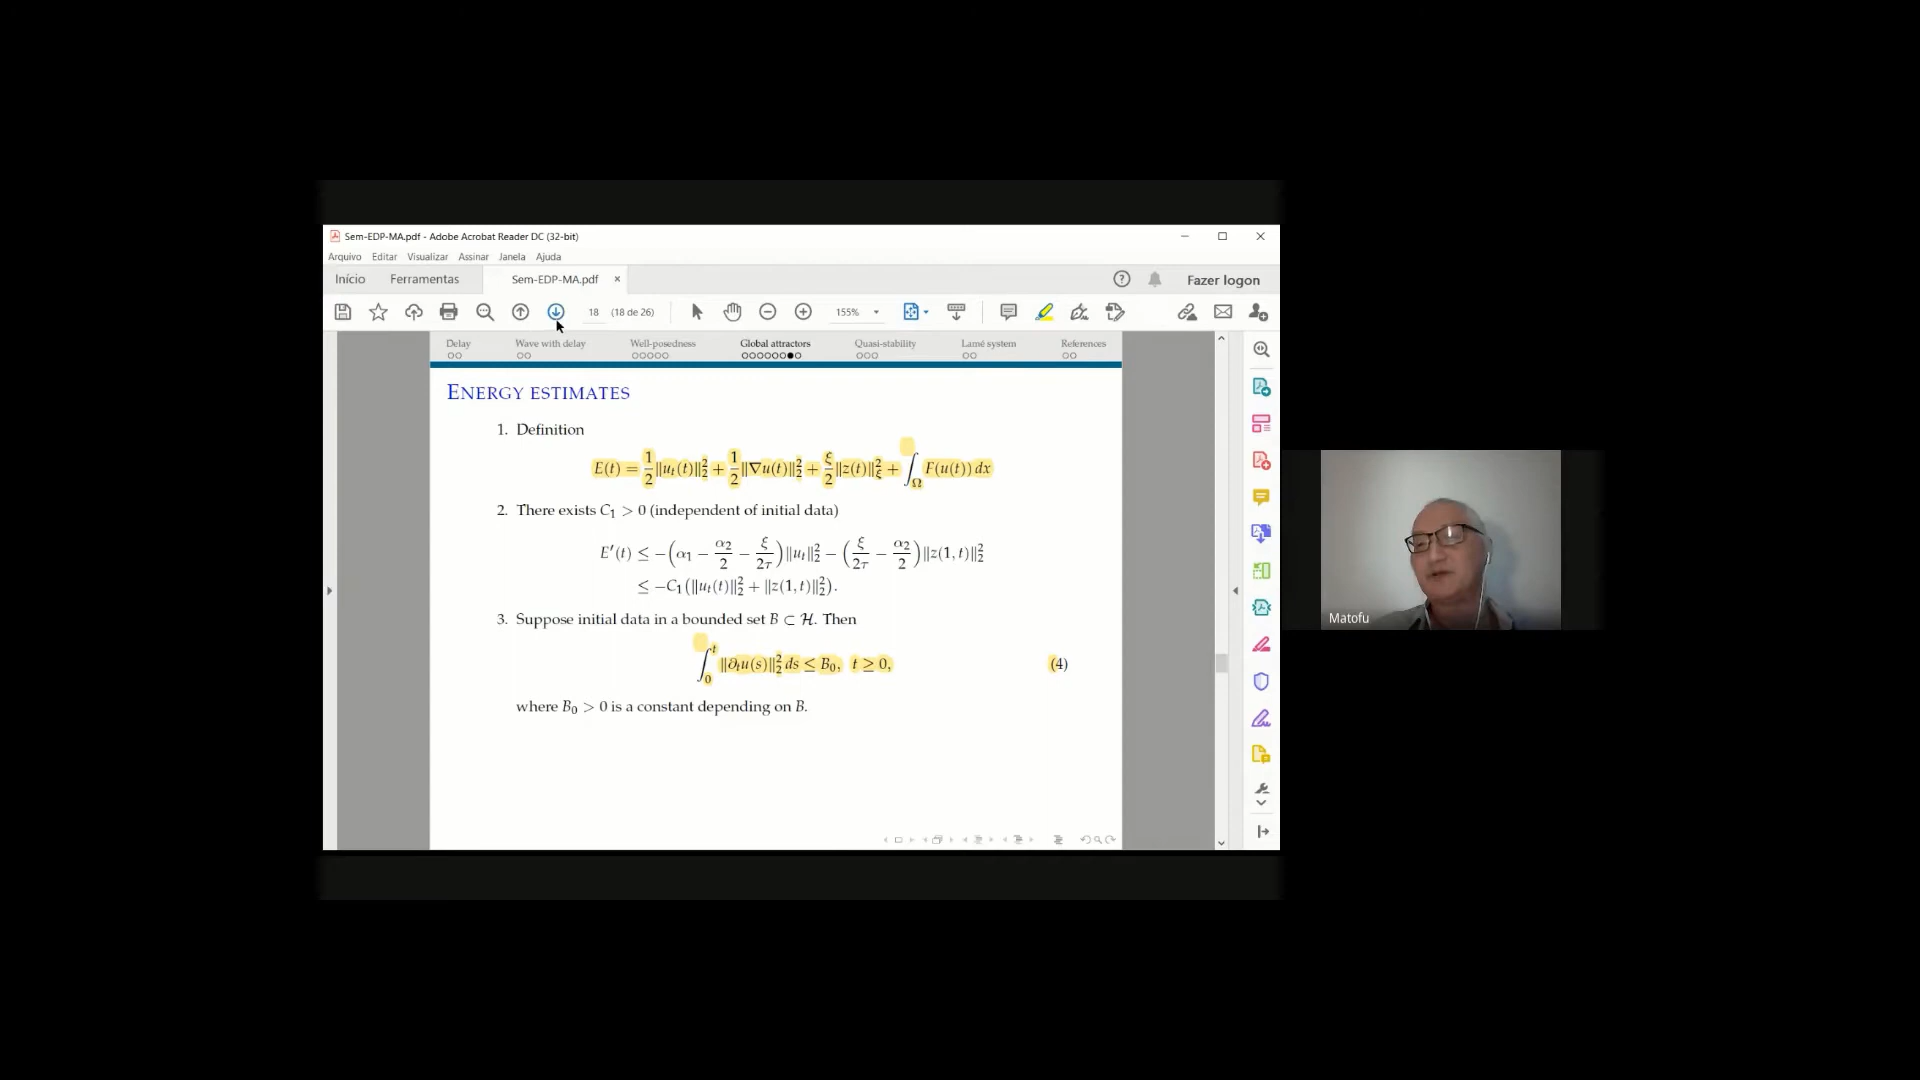 Sem-EDP-MA.pdf - Adobe Acrobat Reader DC (32-bit)
Arquivo Editar Visualizar Assinar Janela Ajuda
Início Ferramentas Sem-EDP-MA.pdf × Fazer logon
18 (18 de 26) 155%
Delay Wave with delay Well-posedness Global attractors Quasi-stability Lamé system References
ENERGY ESTIMATES
1. Definition
E(t) = 1/2 ||u_t(t)||_2^2 + 1/2 ||∇u(t)||_2^2 + ξ/2 ||z(t)||_ξ^2 + ∫_Ω F(u(t)) dx
2. There exists C_1 > 0 (independent of initial data)
E′(t) ≤ −(α_1 − α_2/2 − ξ/2τ)||u_t||_2^2 − (ξ/2τ − α_2/2)||z(1,t)||_2^2
≤ −C_1(||u_t(t)||_2^2 + ||z(1,t)||_2^2).
3. Suppose initial data in a bounded set B ⊂ ℋ. Then
∫_0^t ||∂_t u(s)||_2^2 ds ≤ B_0, t ≥ 0, (4)
where B_0 > 0 is a constant depending on B.
Matofu